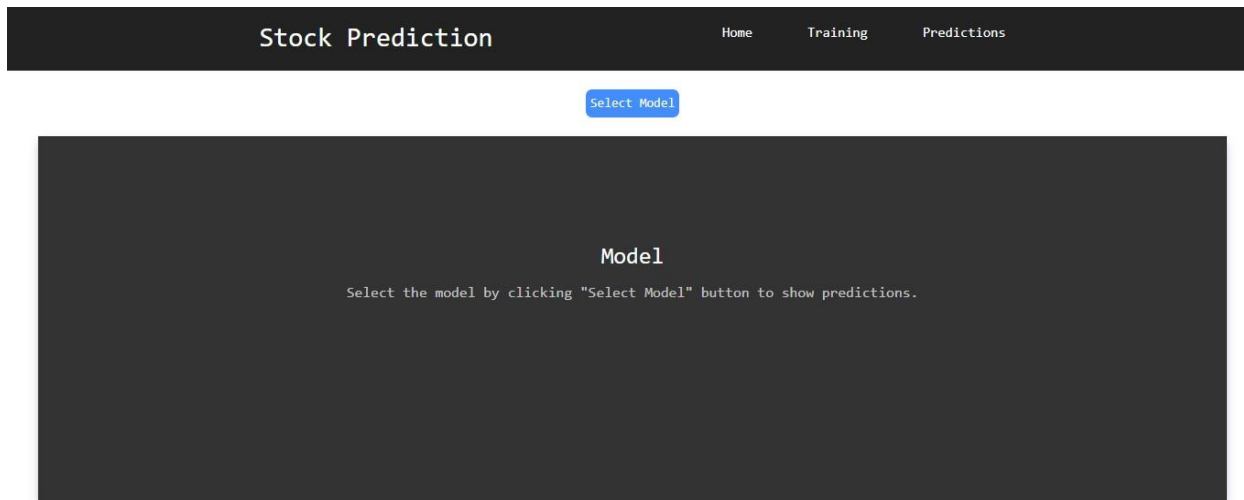 Stock Prediction Home Training Predictions
Select Model
Model
Select the model by clicking "Select Model" button to show predictions.